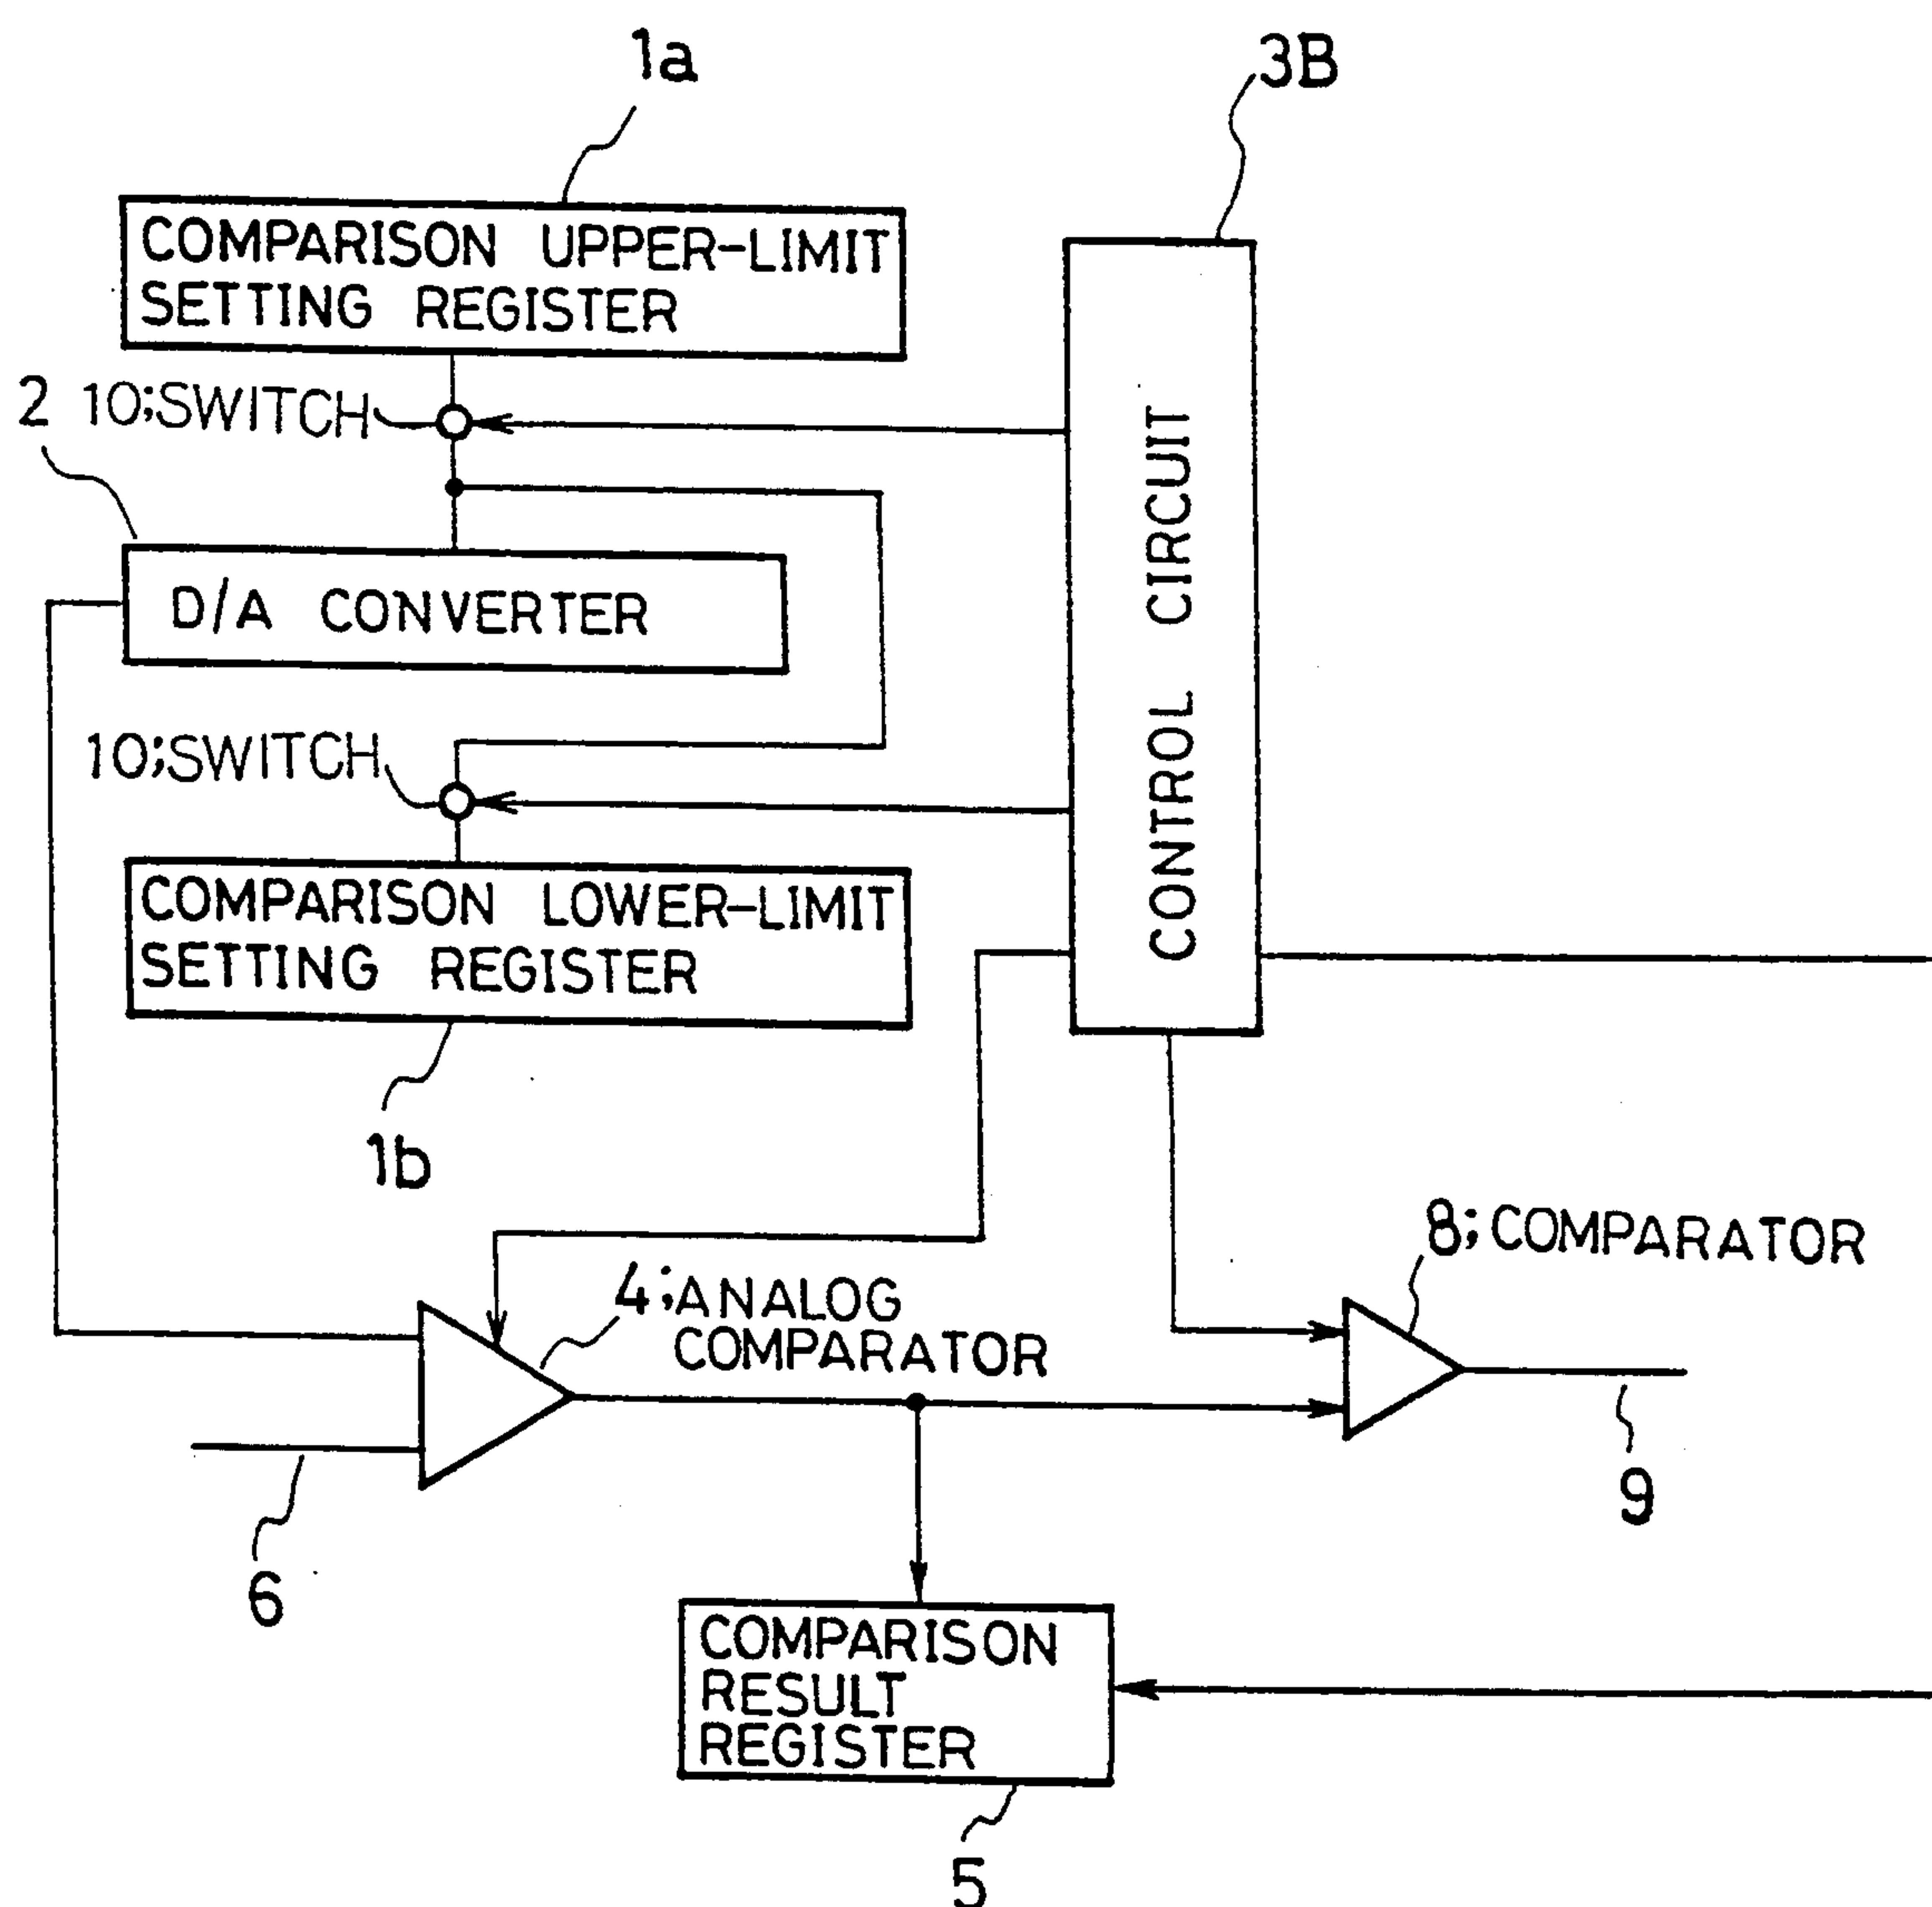 1a
3B
COMPARISON UPPER-LIMIT
SETTING REGISTER
2
10;SWITCH
D/A CONVERTER
CONTROL CIRCUIT
10;SWITCH
COMPARISON LOWER-LIMIT
SETTING REGISTER
1b
8;COMPARATOR
4;ANALOG
COMPARATOR
9
6
COMPARISON
RESULT
REGISTER
5